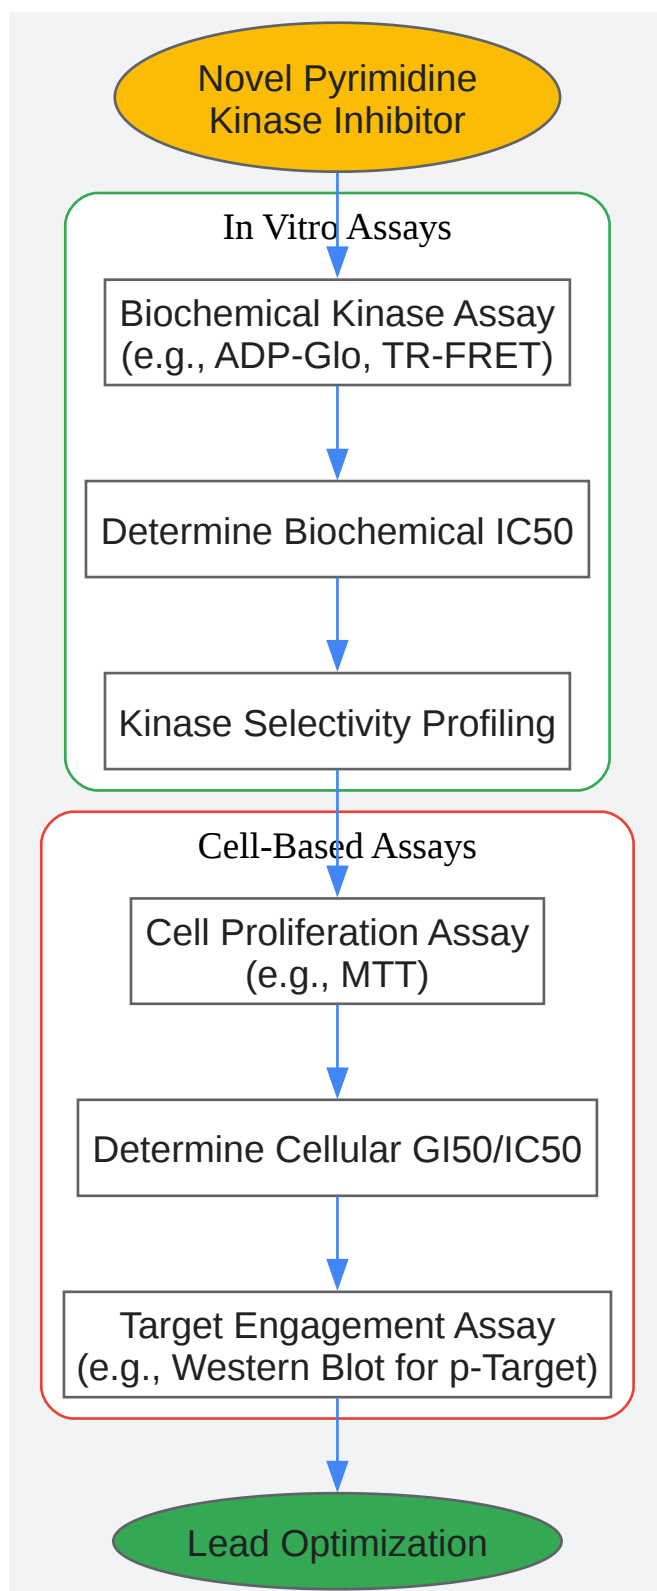 Novel Pyrimidine
Kinase Inhibitor
In Vitro Assays
Biochemical Kinase Assay
(e.g., ADP-Glo, TR-FRET)
Determine Biochemical IC50
Kinase Selectivity Profiling
Cell-Based Assays
Cell Proliferation Assay
(e.g., MTT)
Determine Cellular GI50/IC50
Target Engagement Assay
(e.g., Western Blot for p-Target)
Lead Optimization